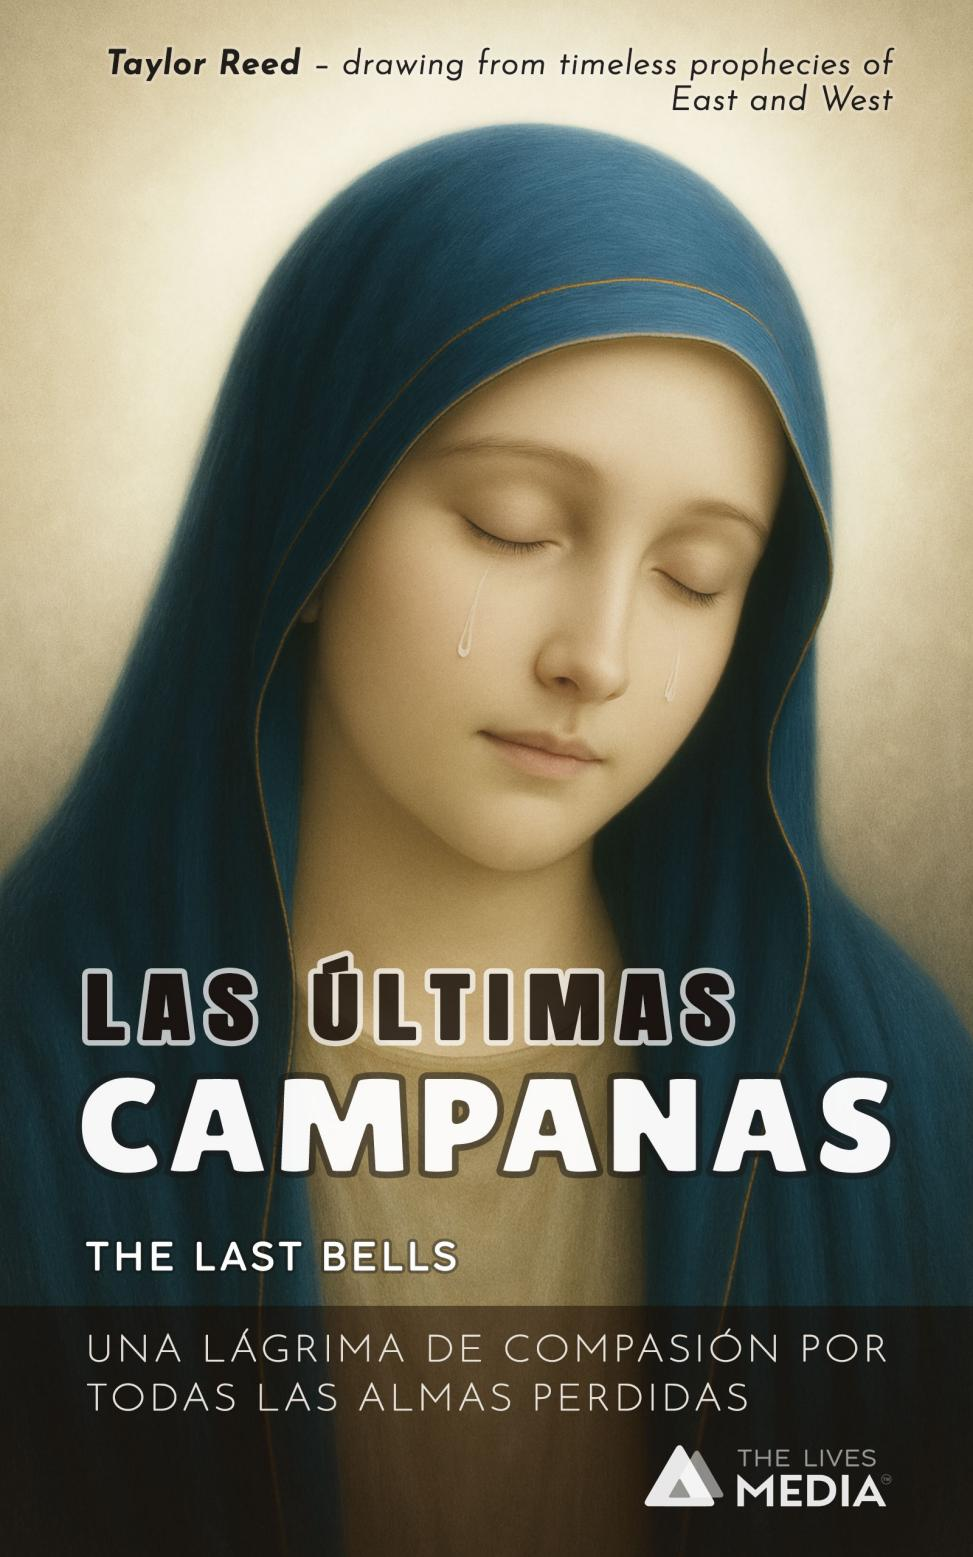 Taylor Reed – drawing from timeless prophecies of
East and West
LAS ÚLTIMAS
CAMPANAS
THE LAST BELLS
UNA LÁGRIMA DE COMPASIÓN POR
TODAS LAS ALMAS PERDIDAS
THE LIVES
MEDIA™